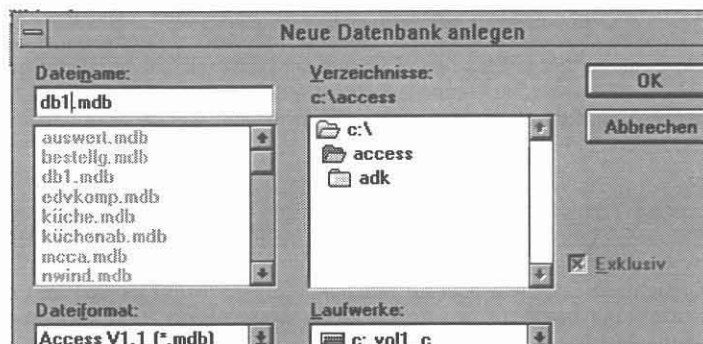 Neue Datenbank anlegen
Dateiname:
db1.mdb
auswert.mdb
bestellg.mdb
db1.mdb
edvkomp.mdb
küche.mdb
küchenab.mdb
mcca.mdb
nwind.mdb
Dateiformat:
Access V1.1 (*.mdb)
Verzeichnisse:
c:\access
c:\
access
adk
Laufwerke:
c: vol1_c
OK
Abbrechen
Exklusiv